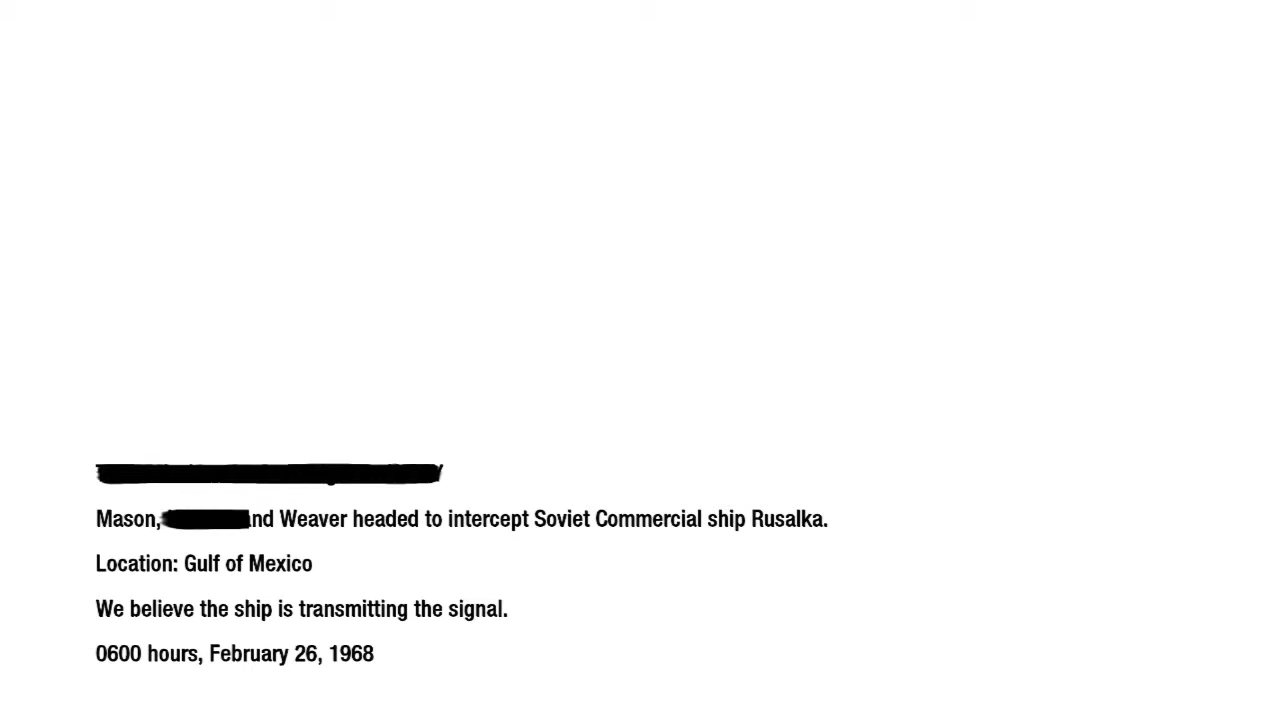 Mason, and Weaver headed to intercept Soviet Commercial ship Rusalka.
Location: Gulf of Mexico
We believe the ship is transmitting the signal.
0600 hours, February 26, 1968